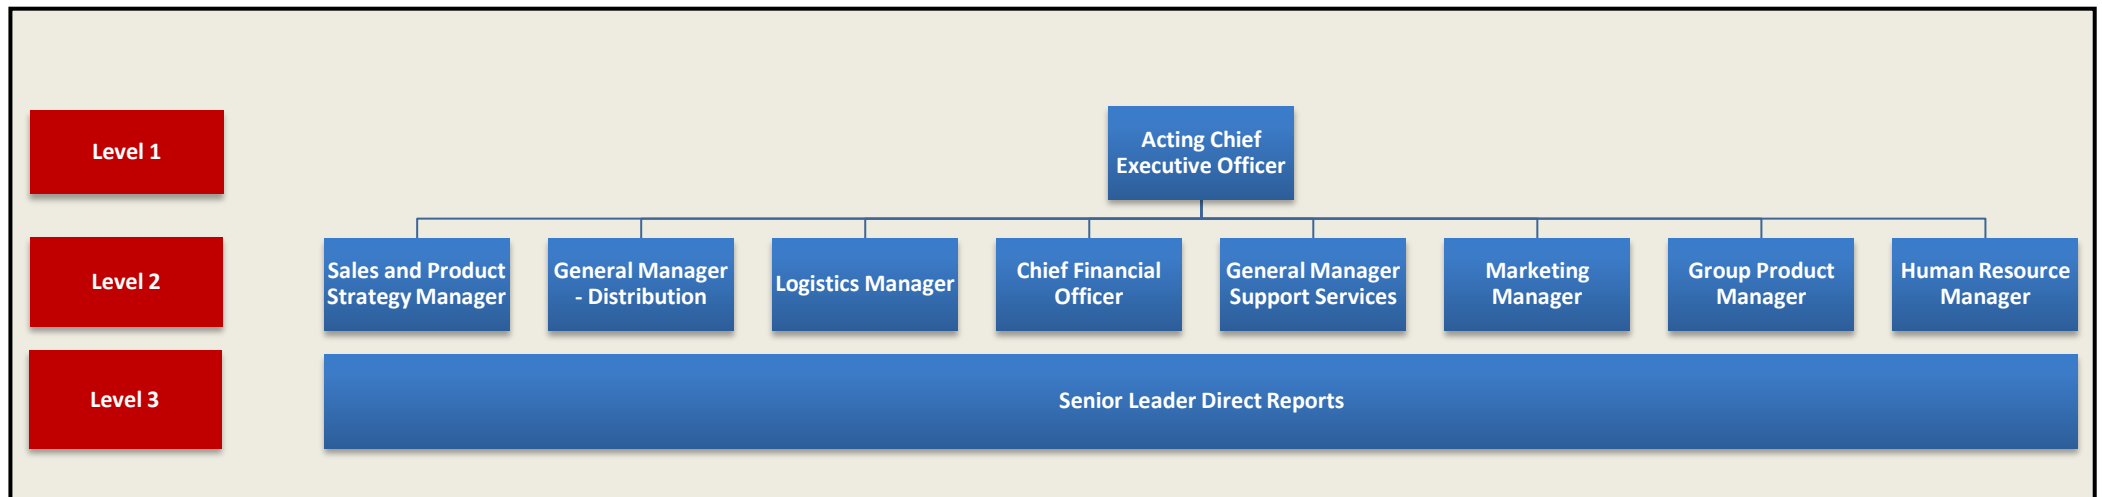 Level 1
Acting Chief
Executive Officer
Level 2
Sales and Product
Strategy Manager
General Manager
- Distribution
Logistics Manager
Chief Financial
Officer
General Manager
Support Services
Marketing
Manager
Group Product
Manager
Human Resource
Manager
Level 3
Senior Leader Direct Reports